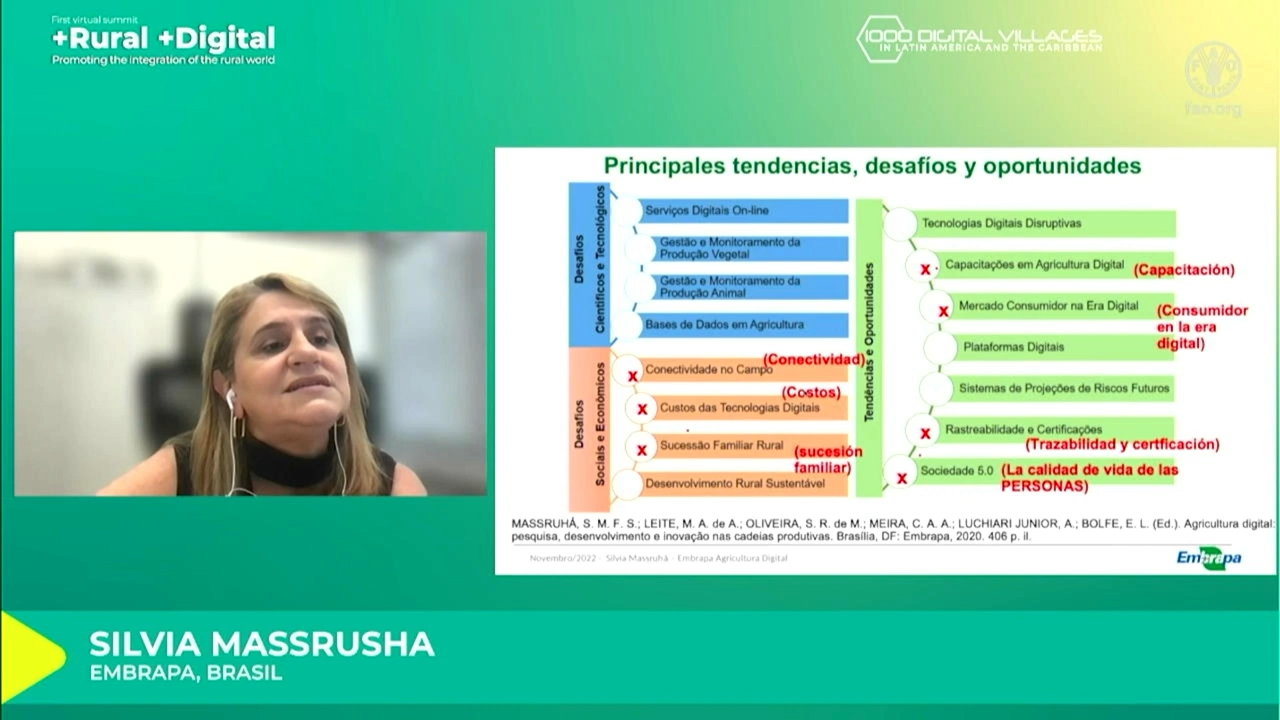 First virtual summit
+Rural +Digital
Promoting the integration of the rural world
1000 DIGITAL VILLAGES
IN LATIN AMERICA AND THE CARIBBEAN
fao.org
Principales tendencias, desafíos y oportunidades
Desafios
Científicos e Tecnológicos
Serviços Digitais On-line
Gestão e Monitoramento da
Produção Vegetal
Gestão e Monitoramento da
Produção Animal
Bases de Dados em Agricultura
Desafios
Sociais e Econômicos
x
Conectividade no Campo
(Conectividad)
(Costos)
x
Custos das Tecnologias Digitais
x
Sucessão Familiar Rural
(sucesión
familiar)
Desenvolvimento Rural Sustentável
Tendências e Oportunidades
Tecnologias Digitais Disruptivas
x
Capacitações em Agricultura Digital
(Capacitación)
x
Mercado Consumidor na Era Digital
(Consumidor
en la era
digital)
Plataformas Digitais
Sistemas de Projeções de Riscos Futuros
x
Rastreabilidade e Certificações
(Trazabilidad y certficación)
x
Sociedade 5.0
(La calidad de vida de las
PERSONAS)
MASSRUHÁ, S. M. F. S.; LEITE, M. A. de A.; OLIVEIRA, S. R. de M.; MEIRA, C. A. A.; LUCHIARI JUNIOR, A.; BOLFE, E. L. (Ed.). Agricultura digital:
pesquisa, desenvolvimento e inovação nas cadeias produtivas. Brasília, DF: Embrapa, 2020. 406 p. il.
Novembro/2022 - Silvia Massruhá - Embrapa Agricultura Digital
Embrapa
SILVIA MASSRUSHA
EMBRAPA, BRASIL